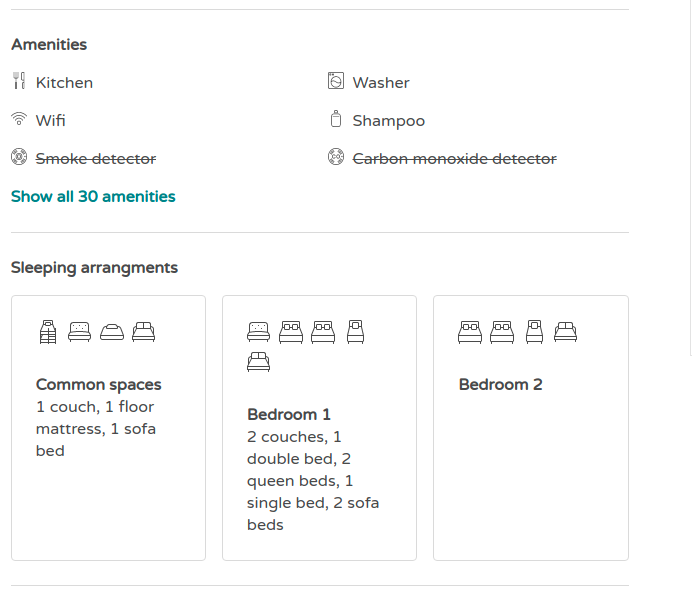 Amenities
Kitchen
Washer
Wifi
Shampoo
Smoke detector
Carbon monoxide detector
Show all 30 amenities
Sleeping arrangments
Common spaces
1 couch, 1 floor
mattress, 1 sofa
bed
Bedroom 1
2 couches, 1
double bed, 2
queen beds, 1
single bed, 2 sofa
beds
Bedroom 2